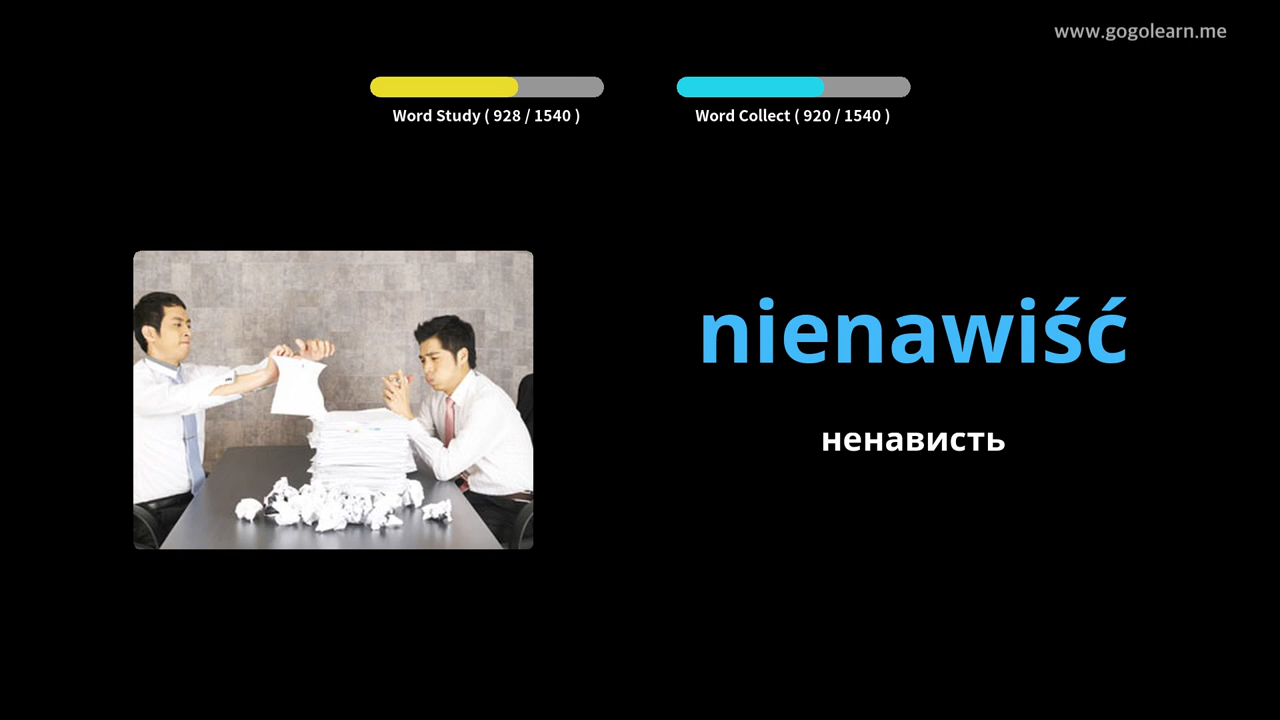 www.gogolearn.me
Word Study ( 928 / 1540 )
Word Collect ( 920 / 1540 )
nienawiść
ненависть